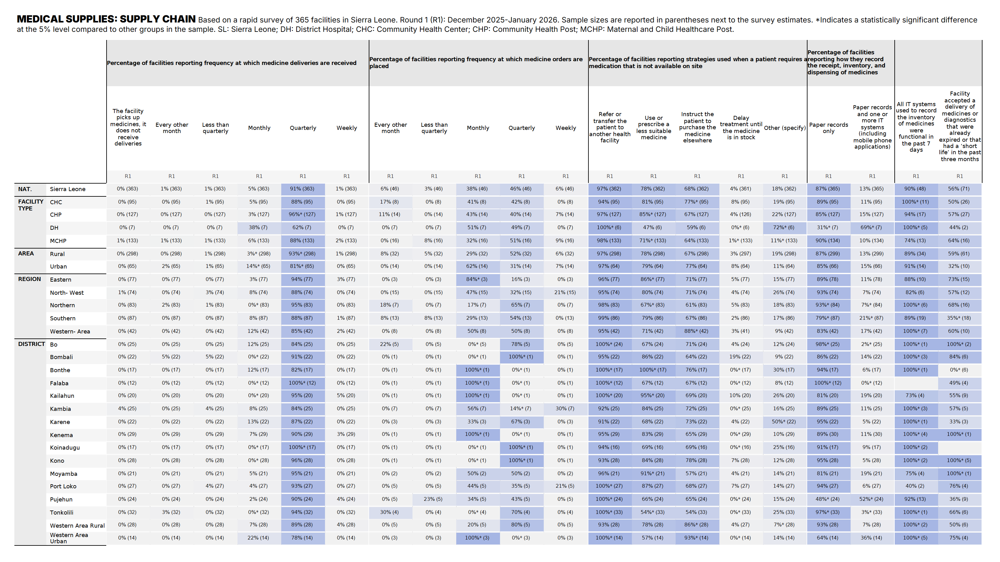 MEDICAL SUPPLIES: SUPPLY CHAIN Based on a rapid survey of 365 facilities in Sierra Leone. Round 1 (R1): December 2025-January 2026. Sample sizes are reported in parentheses next to the survey estimates. *Indicates a statistically significant difference
at the 5% level compared to other groups in the sample. SL: Sierra Leone; DH: District Hospital; CHC: Community Health Center; CHP: Community Health Post; MCHP: Maternal and Child Healthcare Post.
Percentage of facilities reporting frequency at which medicine deliveries are received
Percentage of facilities reporting frequency at which medicine orders are
placed
Percentage of facilities reporting strategies used when a patient requires a
medication that is not available on site
Percentage of facilities
reporting how they record
the receipt, inventory, and
dispensing of medicines
The facility
picks up
medicines, it
does not
receive
deliveries
Every other
month
Less than
quarterly
Monthly
Quarterly
Weekly
Every other
month
Less than
quarterly
Monthly
Quarterly
Weekly
Refer or
transfer the
patient to
another health
facility
Use or
prescribe a
less suitable
medicine
Instruct the
patient to
purchase the
medicine
elsewhere
Delay
treatment until
the medicine
is in stock
Other (specify)
Paper records
only
Paper records
and one or
more IT
systems
(including
mobile phone
applications)
All IT systems
used to record
the inventory
of medicines
were
functional in
the past 7
days
Facility
accepted a
delivery of
medicines or
diagnostics
that were
already
expired or that
had a ‘short
life’ in the past
three months
R1 R1 R1 R1 R1 R1 R1 R1 R1 R1 R1 R1 R1 R1 R1 R1 R1 R1 R1 R1
NAT. Sierra Leone 0% (363) 1% (363) 1% (363) 5% (363) 91% (363) 1% (363) 6% (46) 3% (46) 38% (46) 46% (46) 6% (46) 97% (362) 78% (362) 68% (362) 4% (361) 18% (362) 87% (365) 13% (365) 90% (48) 56% (71)
FACILITY
TYPE
CHC 0% (95) 0% (95) 1% (95) 5% (95) 88% (95) 0% (95) 17% (8) 0% (8) 41% (8) 42% (8) 0% (8) 94% (95) 81% (95) 77%* (95) 8% (95) 19% (95) 89% (95) 11% (95) 100%* (11) 50% (26)
CHP 0% (127) 0% (127) 0% (127) 3% (127) 96%* (127) 1% (127) 11% (14) 0% (14) 43% (14) 40% (14) 7% (14) 97% (127) 85%* (127) 67% (127) 4% (126) 22% (127) 85% (127) 15% (127) 94% (17) 57% (27)
DH 0% (7) 0% (7) 0% (7) 38% (7) 62% (7) 0% (7) 0% (7) 0% (7) 51% (7) 49% (7) 0% (7) 100%* (6) 47% (6) 59% (6) 0%* (6) 72%* (6) 31%* (7) 69%* (7) 100%* (5) 44% (2)
MCHP 1% (133) 1% (133) 1% (133) 6% (133) 88% (133) 2% (133) 0% (16) 8% (16) 32% (16) 51% (16) 9% (16) 98% (133) 71%* (133) 64% (133) 1%* (133) 11%* (133) 90% (134) 10% (134) 74% (13) 64% (16)
AREA Rural 0% (298) 0% (298) 1% (298) 3%* (298) 93%* (298) 1% (298) 8% (32) 5% (32) 29% (32) 52% (32) 6% (32) 97% (298) 78% (298) 67% (298) 3% (297) 19% (298) 87% (299) 13% (299) 89% (34) 59% (61)
Urban 0% (65) 2% (65) 1% (65) 14%* (65) 81%* (65) 0% (65) 0% (14) 0% (14) 62% (14) 31% (14) 7% (14) 97% (64) 79% (64) 77% (64) 8% (64) 11% (64) 85% (66) 15% (66) 91% (14) 32% (10)
REGION Eastern 0% (77) 0% (77) 0% (77) 3% (77) 94% (77) 3% (77) 0% (3) 0% (3) 84%* (3) 16% (3) 0% (3) 96% (77) 86%* (77) 71% (77) 5% (77) 15% (77) 89% (78) 11% (78) 88% (10) 73% (15)
North- West 1% (74) 0% (74) 3% (74) 8% (74) 88% (74) 0% (74) 0% (15) 0% (15) 47% (15) 32% (15) 21% (15) 95% (74) 80% (74) 71% (74) 4% (74) 26% (74) 93% (74) 7% (74) 82% (6) 57% (12)
Northern 0% (83) 2% (83) 1% (83) 0%* (83) 95% (83) 0% (83) 18% (7) 0% (7) 17% (7) 65% (7) 0% (7) 98% (83) 67%* (83) 61% (83) 5% (83) 18% (83) 93%* (84) 7%* (84) 100%* (6) 68% (16)
Southern 0% (87) 0% (87) 0% (87) 8% (87) 88% (87) 1% (87) 8% (13) 8% (13) 29% (13) 54% (13) 0% (13) 99% (86) 79% (86) 67% (86) 2% (86) 17% (86) 79%* (87) 21%* (87) 89% (19) 35%* (18)
Western- Area 0% (42) 0% (42) 0% (42) 12% (42) 85% (42) 2% (42) 0% (8) 0% (8) 50% (8) 50% (8) 0% (8) 95% (42) 71% (42) 88%* (42) 3% (41) 9% (42) 83% (42) 17% (42) 100%* (7) 60% (10)
DISTRICT Bo 0% (25) 0% (25) 0% (25) 12% (25) 84% (25) 0% (25) 22% (5) 0% (5) 0%* (5) 78% (5) 0% (5) 100%* (24) 67% (24) 71% (24) 4% (24) 12% (24) 98%* (25) 2%* (25) 100%* (1) 100%* (2)
Bombali 0% (22) 5% (22) 5% (22) 0%* (22) 91% (22) 0% (22) 0% (1) 0% (1) 0%* (1) 100%* (1) 0% (1) 95% (22) 86% (22) 64% (22) 19% (22) 9% (22) 86% (22) 14% (22) 100%* (3) 84% (6)
Bonthe 0% (17) 0% (17) 0% (17) 12% (17) 82% (17) 0% (17) 0% (1) 0% (1) 100%* (1) 0%* (1) 0% (1) 100%* (17) 100%* (17) 76% (17) 0%* (17) 30% (17) 94% (17) 6% (17) 100%* (1) 0%* (6)
Falaba 0% (12) 0% (12) 0% (12) 0%* (12) 100%* (12) 0% (12) 0% (1) 0% (1) 100%* (1) 0%* (1) 0% (1) 100%* (12) 67% (12) 67% (12) 0%* (12) 8% (12) 100%* (12) 0%* (12) 49% (4)
Kailahun 0% (20) 0% (20) 0% (20) 0%* (20) 95% (20) 5% (20) 0% (1) 0% (1) 100%* (1) 0%* (1) 0% (1) 100%* (20) 95%* (20) 69% (20) 10% (20) 26% (20) 81% (20) 19% (20) 73% (4) 55% (9)
Kambia 4% (25) 0% (25) 4% (25) 8% (25) 84% (25) 0% (25) 0% (7) 0% (7) 56% (7) 14%* (7) 30% (7) 92% (25) 84% (25) 72% (25) 0%* (25) 16% (25) 89% (25) 11% (25) 100%* (3) 57% (5)
Karene 0% (22) 0% (22) 0% (22) 13% (22) 87% (22) 0% (22) 0% (3) 0% (3) 33% (3) 67% (3) 0% (3) 91% (22) 68% (22) 73% (22) 4% (22) 50%* (22) 95% (22) 5% (22) 100%* (1) 33% (3)
Kenema 0% (29) 0% (29) 0% (29) 7% (29) 90% (29) 3% (29) 0% (1) 0% (1) 100%* (1) 0%* (1) 0% (1) 95% (29) 83% (29) 65% (29) 0%* (29) 10% (29) 89% (30) 11% (30) 100%* (4) 100%* (1)
Koinadugu 0% (17) 0% (17) 0% (17) 0%* (17) 100%* (17) 0% (17) 0% (1) 0% (1) 0%* (1) 100%* (1) 0% (1) 94% (16) 69% (16) 69% (16) 0%* (16) 25% (16) 91% (17) 9% (17) 100%* (2)
Kono 0% (28) 0% (28) 0% (28) 0%* (28) 96% (28) 0% (28) 0% (1) 0% (1) 0%* (1) 100%* (1) 0% (1) 93% (28) 84% (28) 78% (28) 7% (28) 12% (28) 95% (28) 5% (28) 100%* (2) 100%* (5)
Moyamba 0% (21) 0% (21) 0% (21) 5% (21) 95% (21) 0% (21) 0% (2) 0% (2) 50% (2) 50% (2) 0% (2) 96% (21) 91%* (21) 57% (21) 4% (21) 14% (21) 81% (21) 19% (21) 75% (4) 100%* (1)
Port Loko 0% (27) 0% (27) 4% (27) 4% (27) 93% (27) 0% (27) 0% (5) 0% (5) 44% (5) 35% (5) 21% (5) 100%* (27) 87% (27) 68% (27) 7% (27) 14% (27) 94% (27) 6% (27) 40% (2) 76% (4)
Pujehun 0% (24) 0% (24) 0% (24) 2% (24) 90% (24) 4% (24) 0% (5) 23% (5) 34% (5) 43% (5) 0% (5) 100%* (24) 66% (24) 65% (24) 0%* (24) 15% (24) 48%* (24) 52%* (24) 92% (13) 36% (9)
Tonkolili 0% (32) 3% (32) 0% (32) 0%* (32) 94% (32) 0% (32) 30% (4) 0% (4) 0%* (4) 70% (4) 0% (4) 100%* (33) 54%* (33) 54% (33) 0%* (33) 25% (33) 97%* (33) 3%* (33) 100%* (1) 66% (6)
Western Area Rural 0% (28) 0% (28) 0% (28) 7% (28) 89% (28) 4% (28) 0% (5) 0% (5) 20% (5) 80% (5) 0% (5) 93% (28) 78% (28) 86%* (28) 4% (27) 7%* (28) 93% (28) 7% (28) 100%* (2) 50% (6)
Western Area
Urban
0% (14) 0% (14) 0% (14) 22% (14) 78% (14) 0% (14) 0% (3) 0% (3) 100%* (3) 0%* (3) 0% (3) 100%* (14) 57% (14) 93%* (14) 0%* (14) 14% (14) 64% (14) 36% (14) 100%* (5) 75% (4)